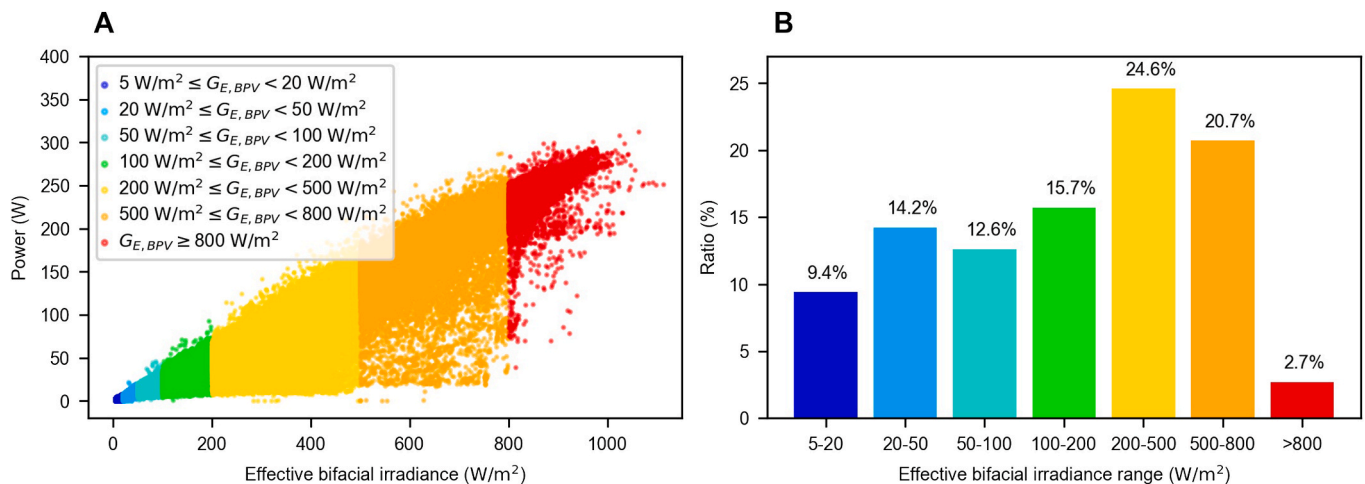 A
400
350
300
250
200
150
100
50
0
Power (W)
5 W/m² ≤ G_E,BPV < 20 W/m²
20 W/m² ≤ G_E,BPV < 50 W/m²
50 W/m² ≤ G_E,BPV < 100 W/m²
100 W/m² ≤ G_E,BPV < 200 W/m²
200 W/m² ≤ G_E,BPV < 500 W/m²
500 W/m² ≤ G_E,BPV < 800 W/m²
G_E,BPV ≥ 800 W/m²
0 200 400 600 800 1000
Effective bifacial irradiance (W/m²)
B
25
20
15
10
5
0
Ratio (%)
9.4%
14.2%
12.6%
15.7%
24.6%
20.7%
2.7%
5-20 20-50 50-100 100-200 200-500 500-800 >800
Effective bifacial irradiance range (W/m²)